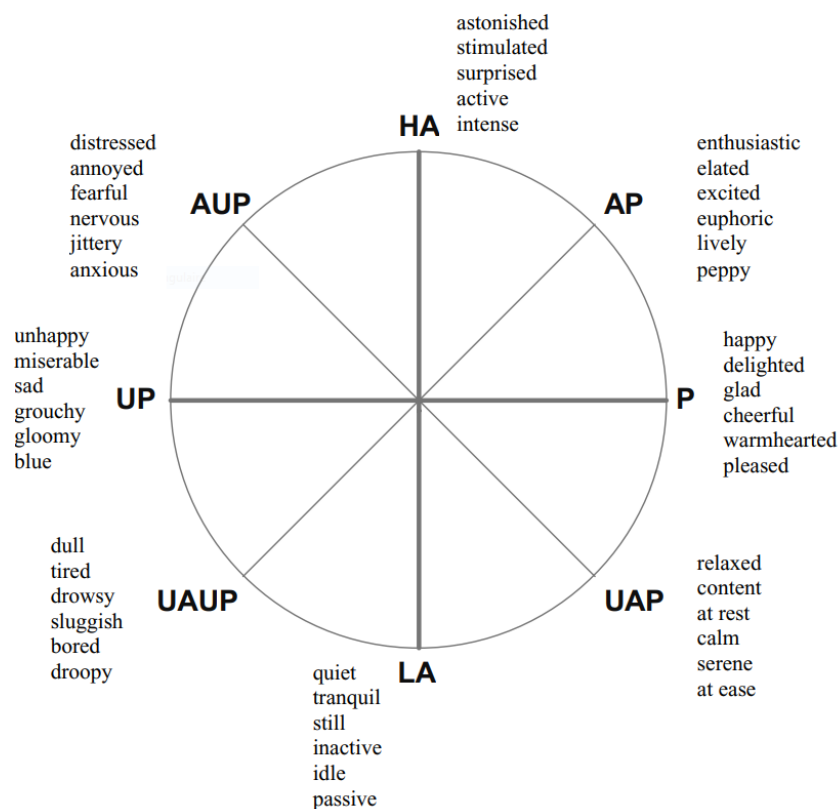 astonished
stimulated
surprised
active
intense
HA
distressed
annoyed
fearful
nervous
jittery
anxious
AUP
AP
enthusiastic
elated
excited
euphoric
lively
peppy
unhappy
miserable
sad
grouchy
gloomy
blue
UP
P
happy
delighted
glad
cheerful
warmhearted
pleased
dull
tired
drowsy
sluggish
bored
droopy
UAUP
UAP
relaxed
content
at rest
calm
serene
at ease
LA
quiet
tranquil
still
inactive
idle
passive